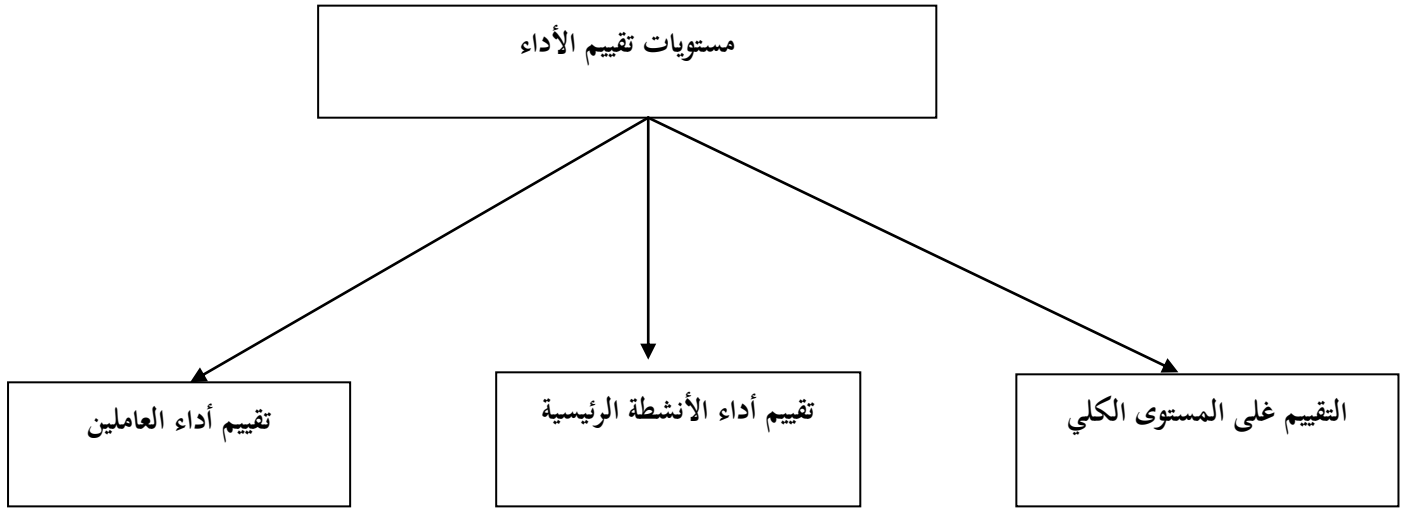 مستويات تقييم الأداء
التقييم غلى المستوى الكلي
تقييم أداء الأنشطة الرئيسية
تقييم أداء العاملين